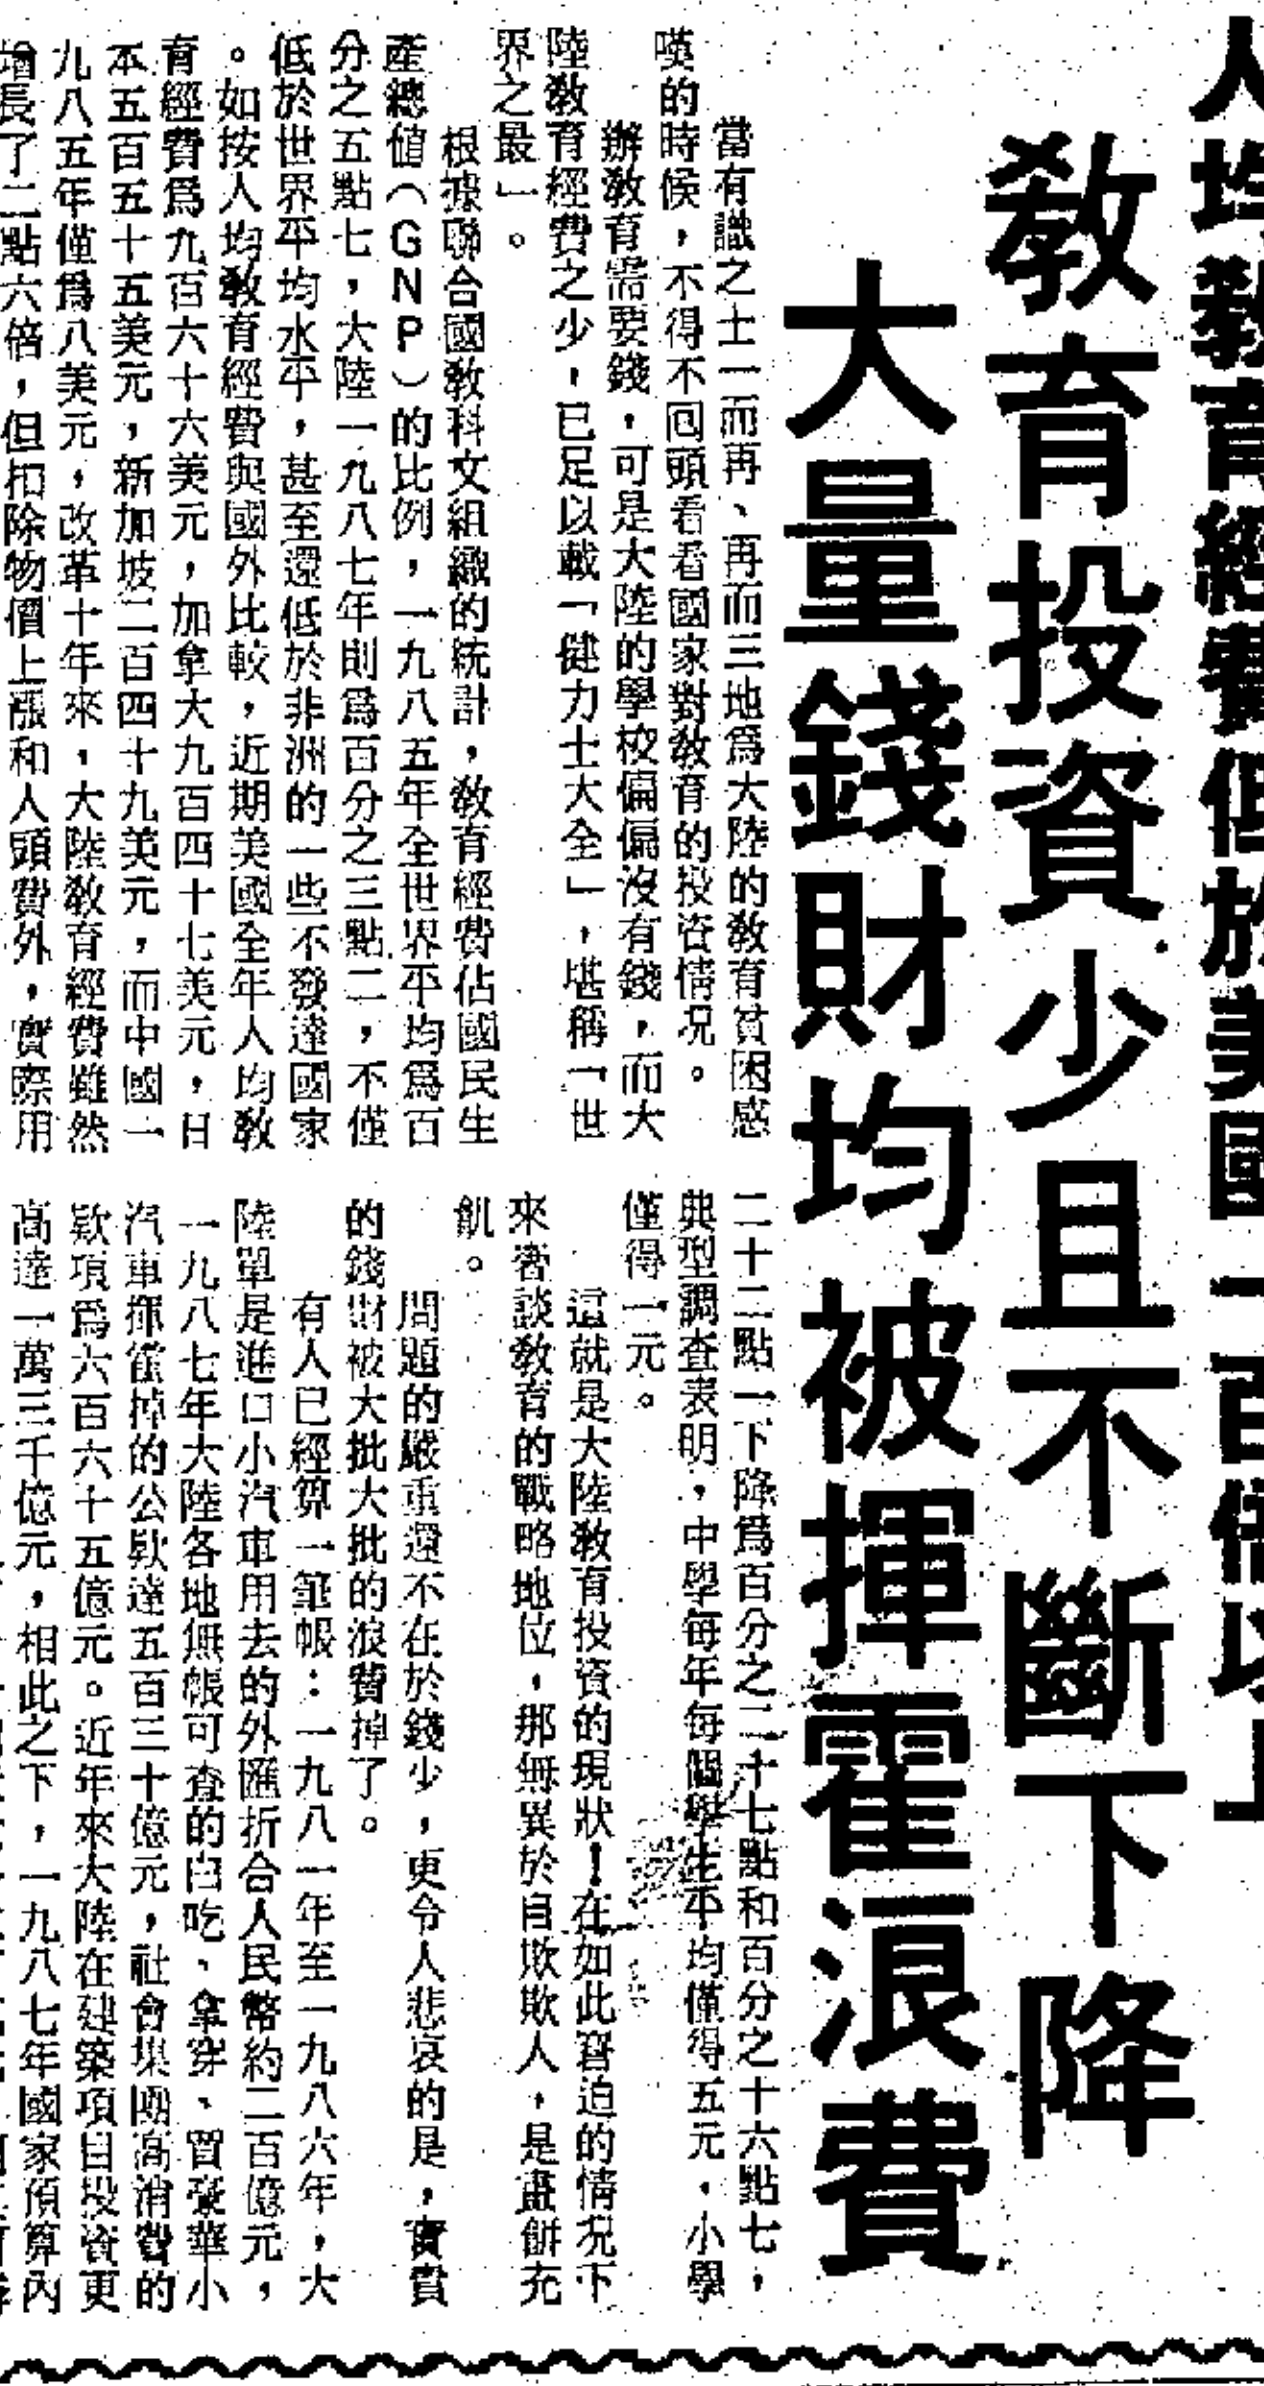 人均教育經費低於美國一百倍以上
教育投資少且不斷下降
大量錢財均被揮霍浪費
當有識之士一而再、再而三地爲大陸的教育貧困感
嘆的時候，不得不回頭看看國家對教育的投咨情况。
辦教育需要錢，可是大陸的學校偏偏沒有錢，而大
陸教育經費之少，已足以載「健力士大全」，堪稱「世
界之最」。
根據聯合國教科文組織的統計，教育經費佔國民生
產總值（GNP）的比例，一九八五年全世界平均爲百
分之五點七，大陸一九八七年則爲百分之三點二，不僅
低於世界平均水平，甚至還低於非洲的一些不發達國家
。如按人均教育經費與國外比較，近期美國全年人均教
育經費爲九百六十六美元，加拿大九百四十七美元，日
本五百五十五美元，新加坡二百四十九美元，而中國一
九八五年僅爲八美元，改革十年來，大陸教育經費雖然
增長了二點六倍，但扣除物價上漲和人頭費外，實際用
二十二點一下降爲百分之二十七點和百分之十六點七，
典型調查表明，中學每年每個學生平均僅得五元，小學
僅得一元。
這就是大陸教育投資的現狀！在如此窘迫的情况下
來奢談教育的戰略地位，那無異於自欺欺人，是畫餅充
飢。
問題的嚴重還不在於錢少，更令人悲哀的是，寶貴
的錢財被大批大批的浪費掉了。
有人已經算一筆帳：一九八一年至一九八六年，大
陸單是進口小汽車用去的外匯折合人民幣約二百億元，
一九八七年大陸各地無帳可查的白吃、拿穿、買豪華小
汽車揮霍掉的公欵達五百三十億元，社會集團高消費的
欵項爲六百六十五億元。近年來大陸在建築項目投資更
高達一萬三千億元，相此之下，一九八七年國家預算內